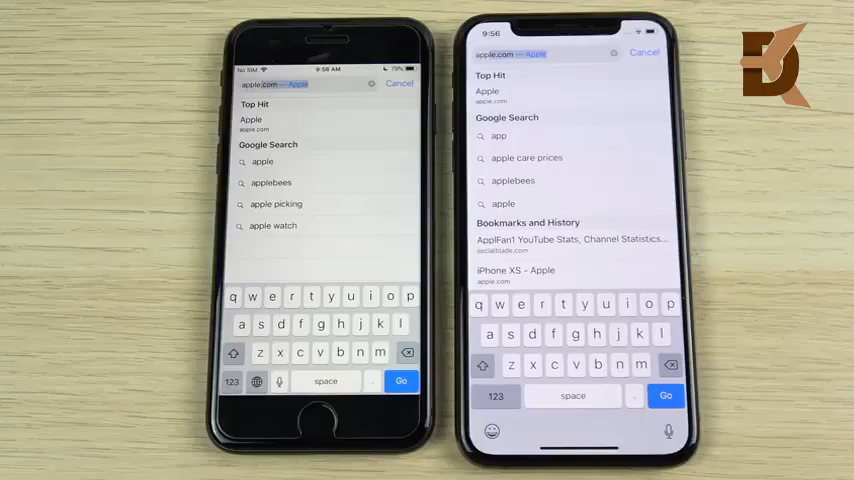 No SIM
9:56 AM
79%
apple.com — Apple
Cancel
Top Hit
Apple
apple.com
Google Search
apple
applebees
apple picking
apple watch
q w e r t y u i o p
a s d f g h j k l
z x c v b n m
123
space
.
Go
9:56
apple.com — Apple
Cancel
Top Hit
Apple
apple.com
Google Search
app
apple care prices
applebees
apple
Bookmarks and History
ApplFan1 YouTube Stats, Channel Statistics...
socialblade.com
iPhone XS - Apple
apple.com
q w e r t y u i o p
a s d f g h j k l
z x c v b n m
123
space
.
Go